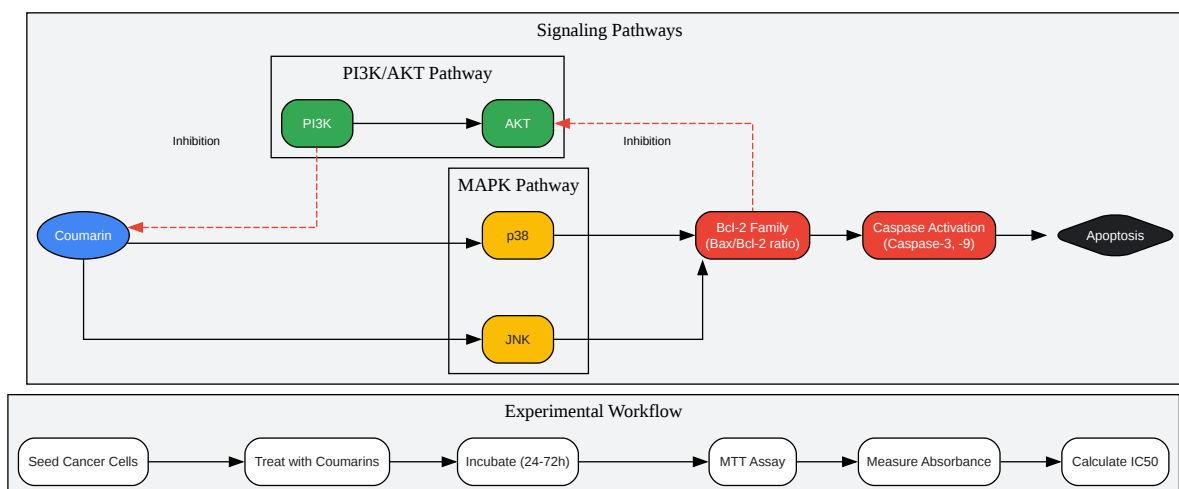 Signaling Pathways
PI3K/AKT Pathway
PI3K
AKT
Inhibition
Inhibition
MAPK Pathway
Coumarin
p38
Bcl-2 Family
(Bax/Bcl-2 ratio)
Caspase Activation
(Caspase-3, -9)
Apoptosis
JNK
Experimental Workflow
Seed Cancer Cells
Treat with Coumarins
Incubate (24-72h)
MTT Assay
Measure Absorbance
Calculate IC50